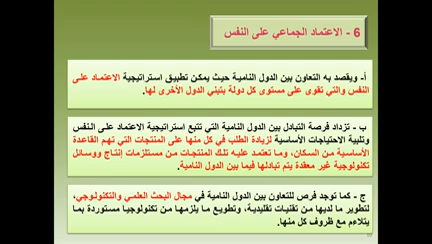 6 - الاعتماد الجماعي على النفس
أ- ويقصد به التعاون بين الدول النامية حيث يمكن تطبيق استراتيجية الاعتماد على
النفس والتي تقوى على مستوى كل دولة بتبني الدول الأخرى لها.
ب - تزداد فرصة التبادل بين الدول النامية التي تتبع استراتيجية الاعتماد على النفس
وتلبية الاحتياجات الأساسية لزيادة الطلب في كل منها على المنتجات التي تهم القاعدة
الأساسية من السكان، وما تعتمد عليه تلك المنتجات من مستلزمات إنتاج ووسائل
تكنولوجية غير معقدة يتم تبادلها فيما بين الدول النامية.
ج - كما توجد فرص للتعاون بين الدول النامية في مجال البحث العلمي والتكنولوجي،
لتطوير ما لديها من تقنيات تقليدية، وتطويع ما يلزمها من تكنولوجيا مستوردة بما
يتلاءم مع ظروف كل منها.